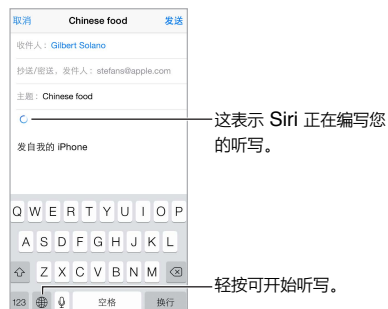 取消 Chinese food 发送
收件人：Gilbert Solano
抄送/密送，发件人：stefans@apple.com
主题：Chinese food
这表示 Siri 正在编写您
的听写。
发自我的 iPhone
Q W E R T Y U I O P
A S D F G H J K L
Z X C V B N M
轻按可开始听写。
123 空格 换行